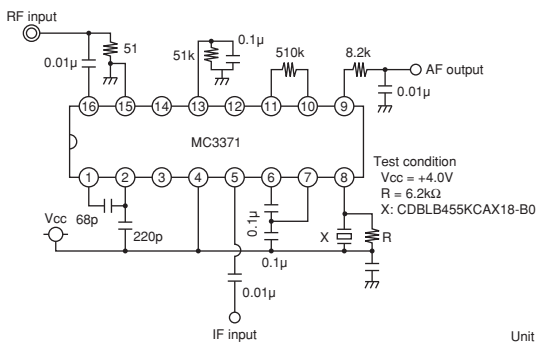 RF input
0.01μ
51
51k
0.1μ
510k
8.2k
AF output
0.01μ
16 15 14 13 12 11 10 9
MC3371
1 2 3 4 5 6 7 8
Test condition
Vcc = +4.0V
R = 6.2kΩ
X: CDBLB455KCAX18-B0
Vcc
68p
220p
0.1μ
0.1μ
X
R
0.01μ
IF input
Unit